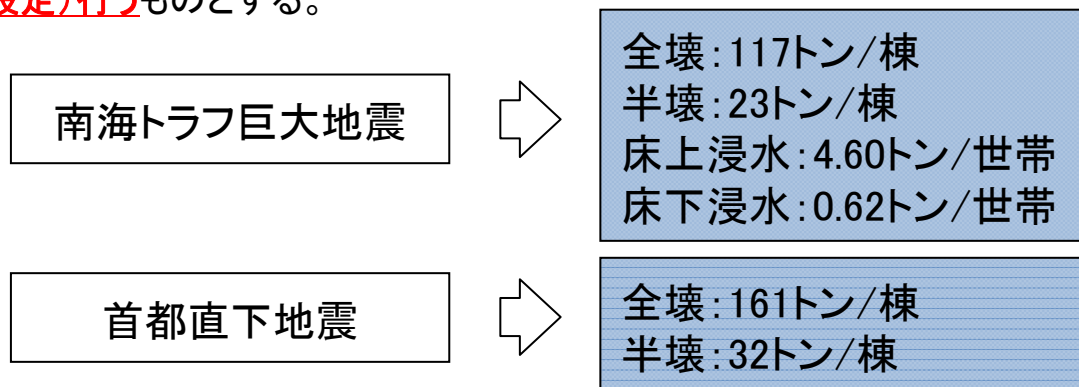 設定）行うものとする。
南海トラフ巨大地震
全壊：117トン/棟
半壊：23トン/棟
床上浸水：4.60トン/世帯
床下浸水：0.62トン/世帯
首都直下地震
全壊：161トン/棟
半壊：32トン/棟